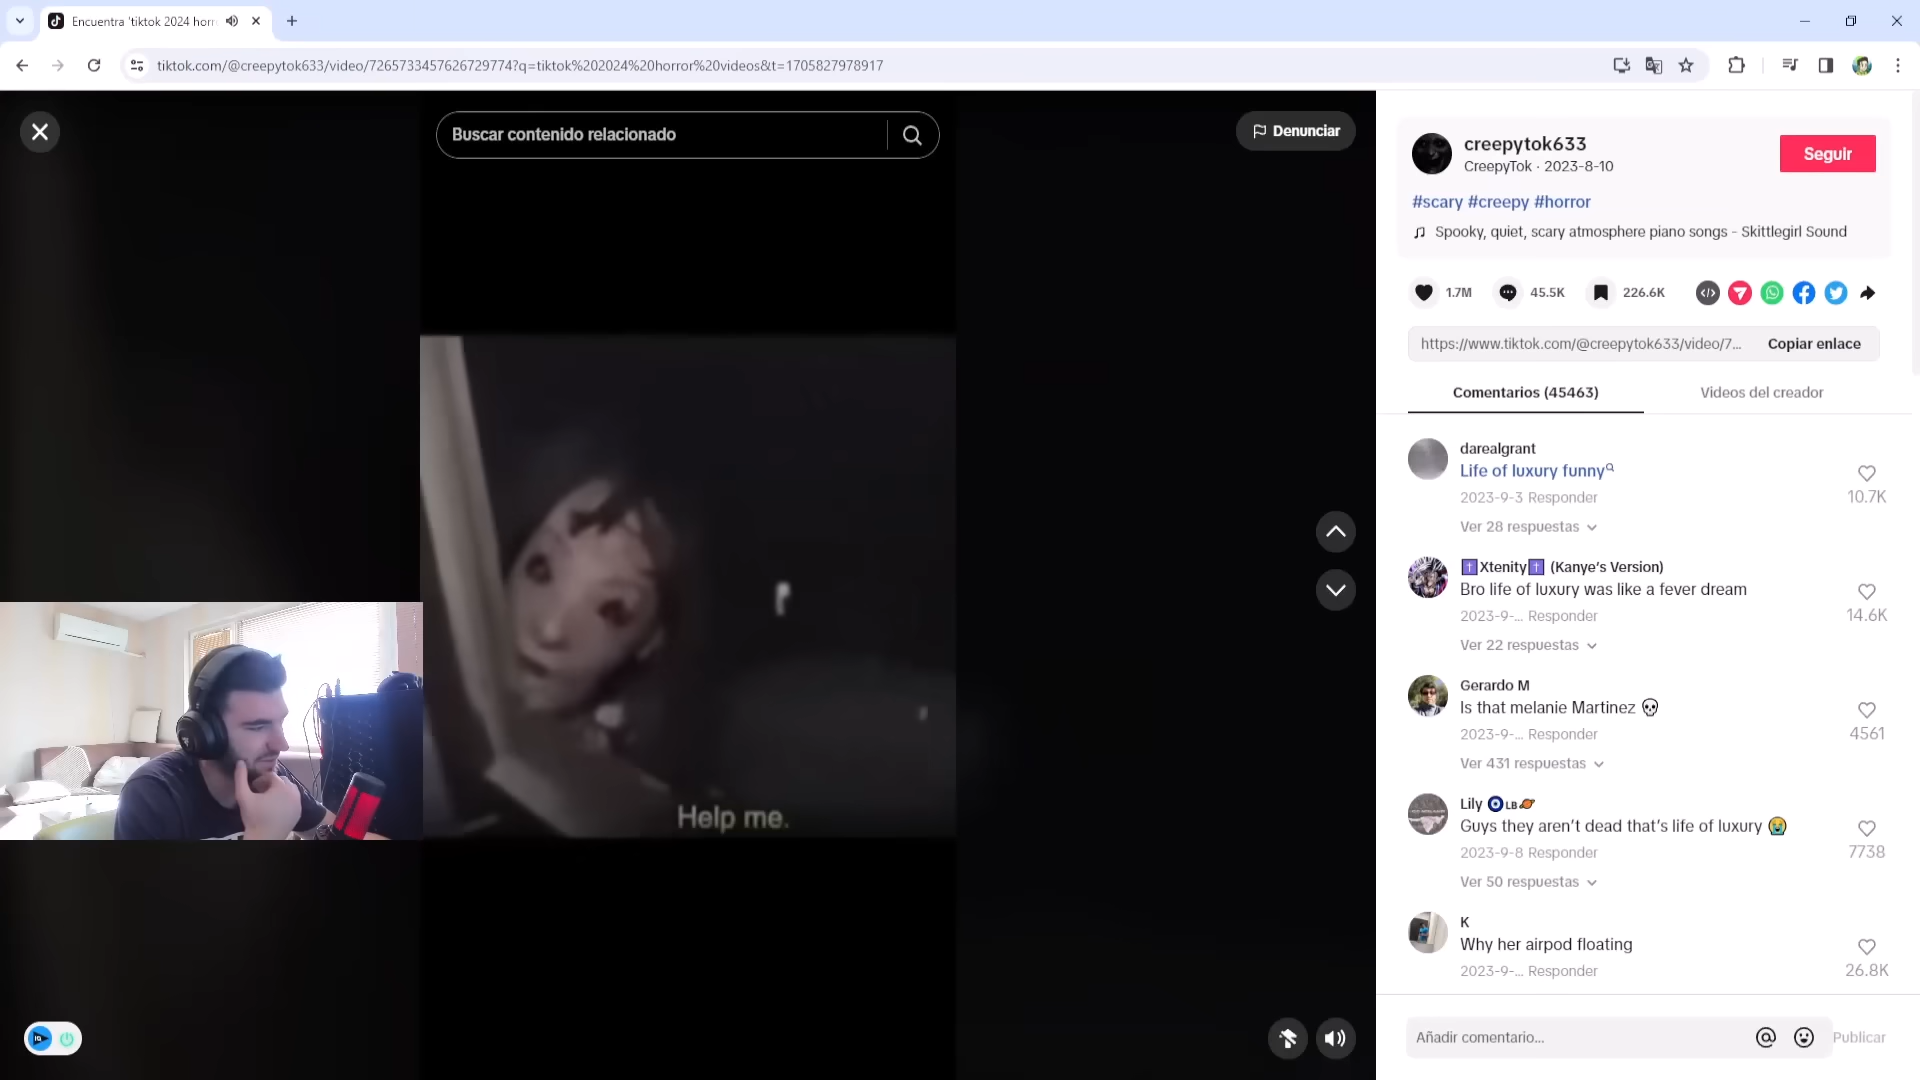 Encuentra 'tiktok 2024 horr
tiktok.com/@creepytok633/video/7265733457626729774?q=tiktok%202024%20horror%20videos&t=1705827978917
Buscar contenido relacionado
Denunciar
Help me.
creepytok633
CreepyTok · 2023-8-10
Seguir
#scary #creepy #horror
Spooky, quiet, scary atmosphere piano songs - Skittlegirl Sound
1.7M
45.5K
226.6K
https://www.tiktok.com/@creepytok633/video/7...
Copiar enlace
Comentarios (45463)
Videos del creador
darealgrant
Life of luxury funny
2023-9-3 Responder
10.7K
Ver 28 respuestas
✝️Xtenity✝️ (Kanye's Version)
Bro life of luxury was like a fever dream
2023-9-... Responder
14.6K
Ver 22 respuestas
Gerardo M
Is that melanie Martinez 💀
2023-9-... Responder
4561
Ver 431 respuestas
Lily 🧿LB🪐
Guys they aren't dead that's life of luxury 😭
2023-9-8 Responder
7738
Ver 50 respuestas
K
Why her airpod floating
2023-9-... Responder
26.8K
Añadir comentario...
Publicar